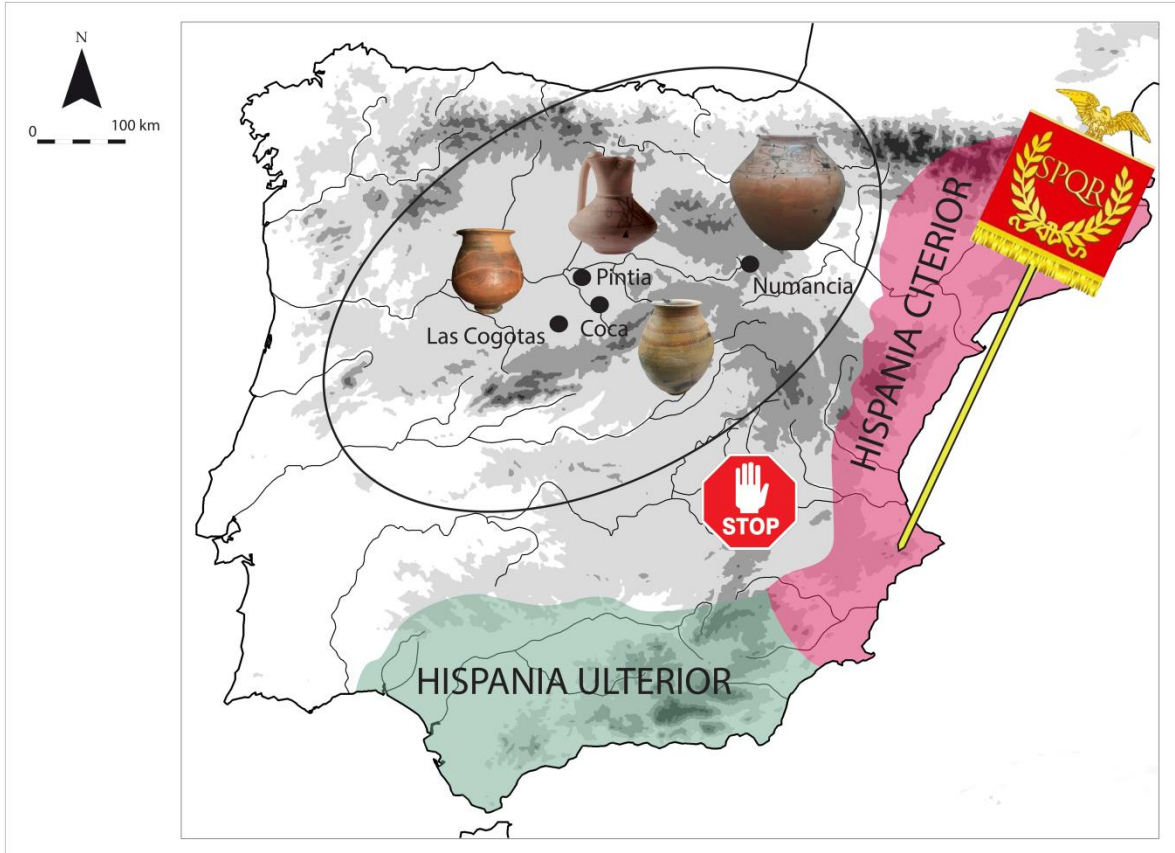 N
0 100 km
SPQR
HISPANIA CITERIOR
Pintia
Numancia
Coca
Las Cogotas
STOP
HISPANIA ULTERIOR